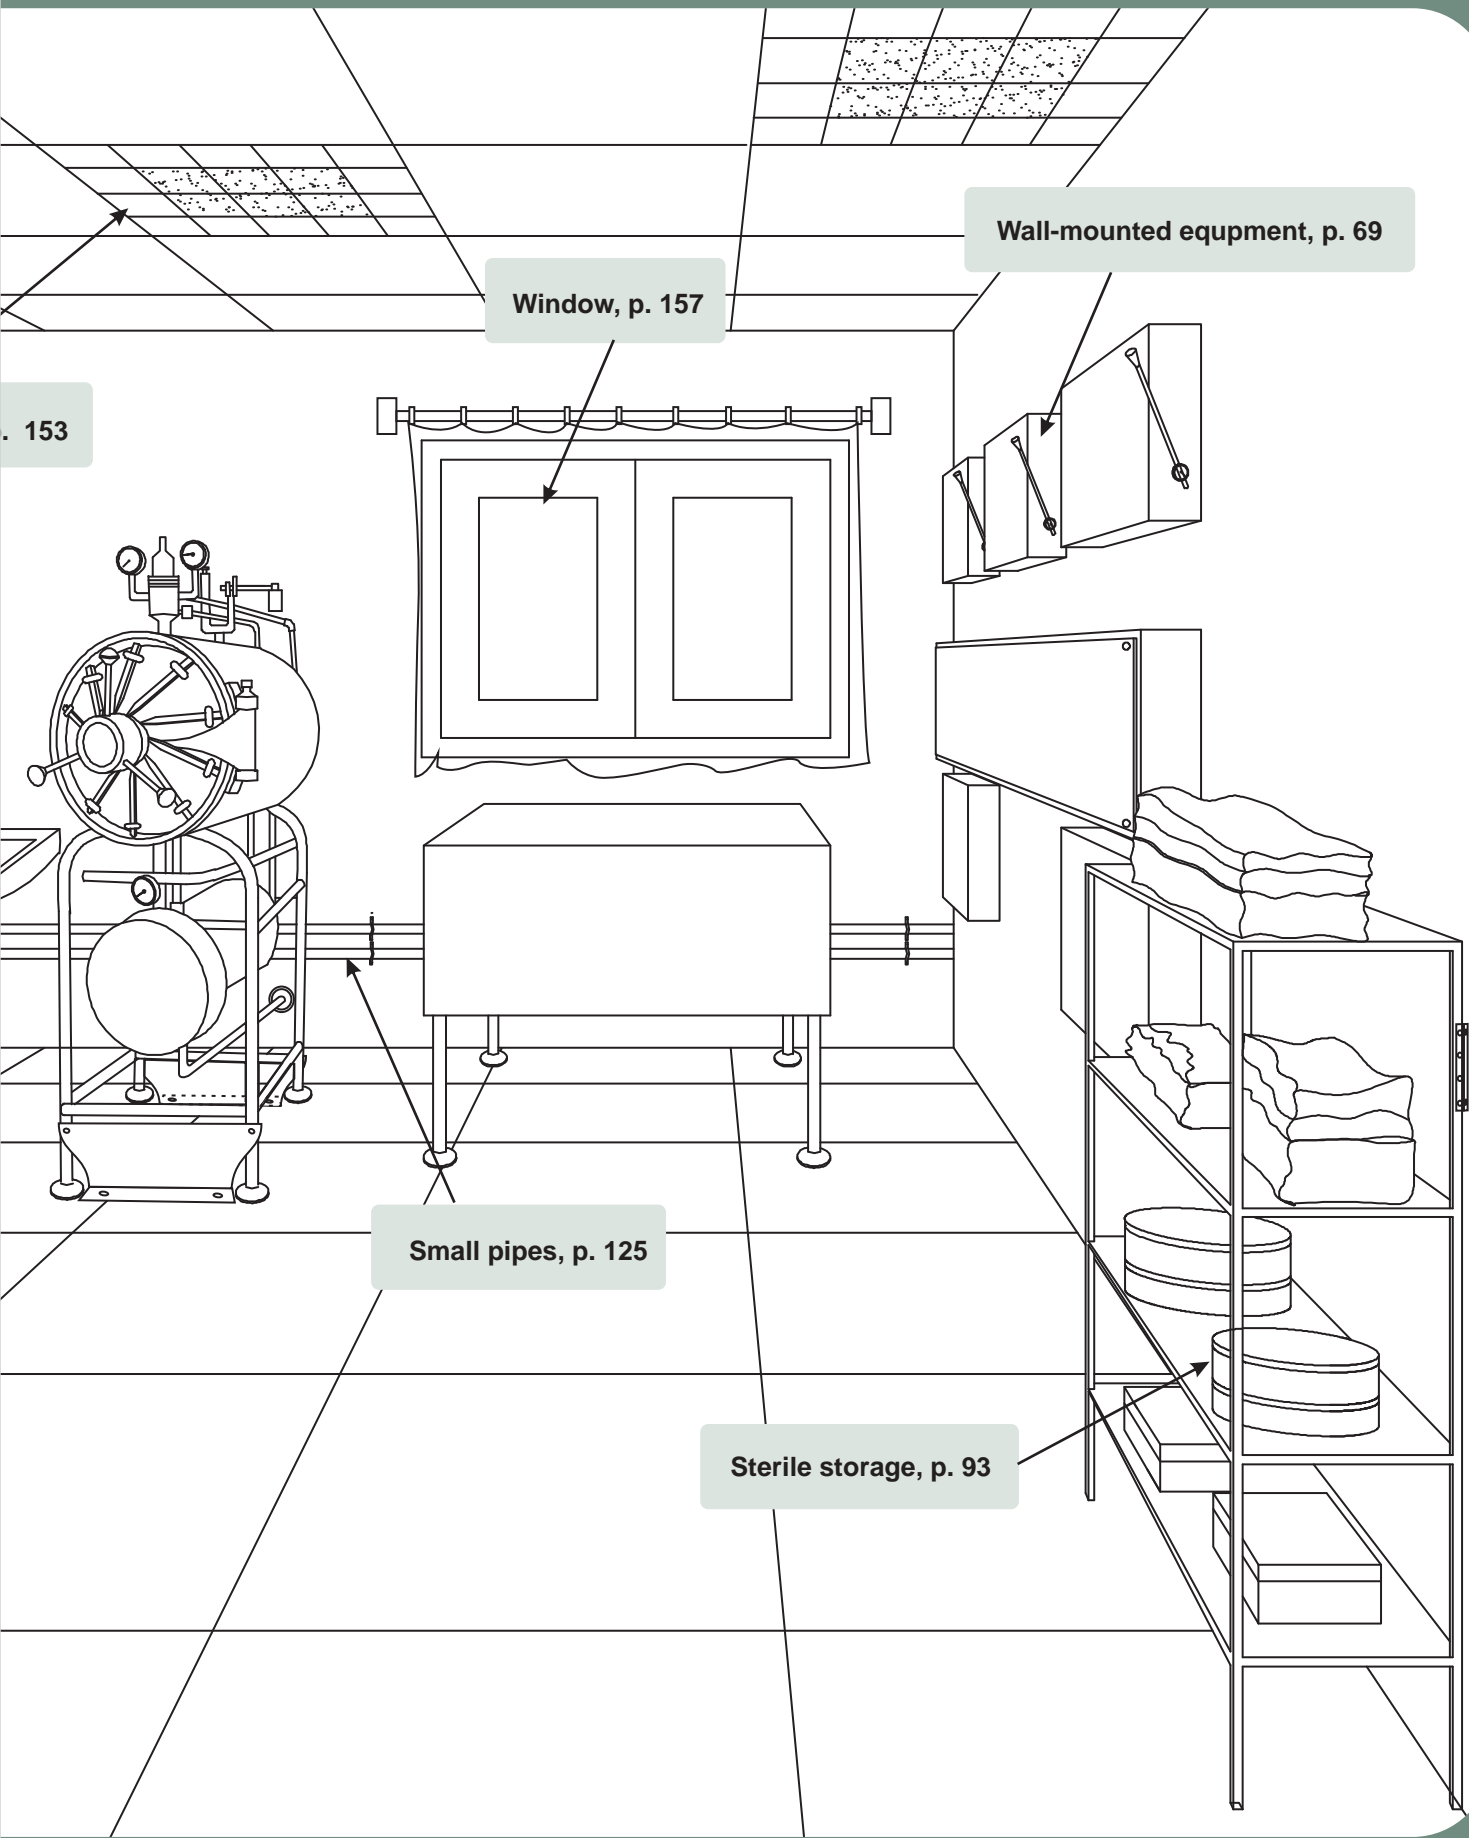 Wall-mounted equpment, p. 69
Window, p. 157
. 153
Small pipes, p. 125
Sterile storage, p. 93